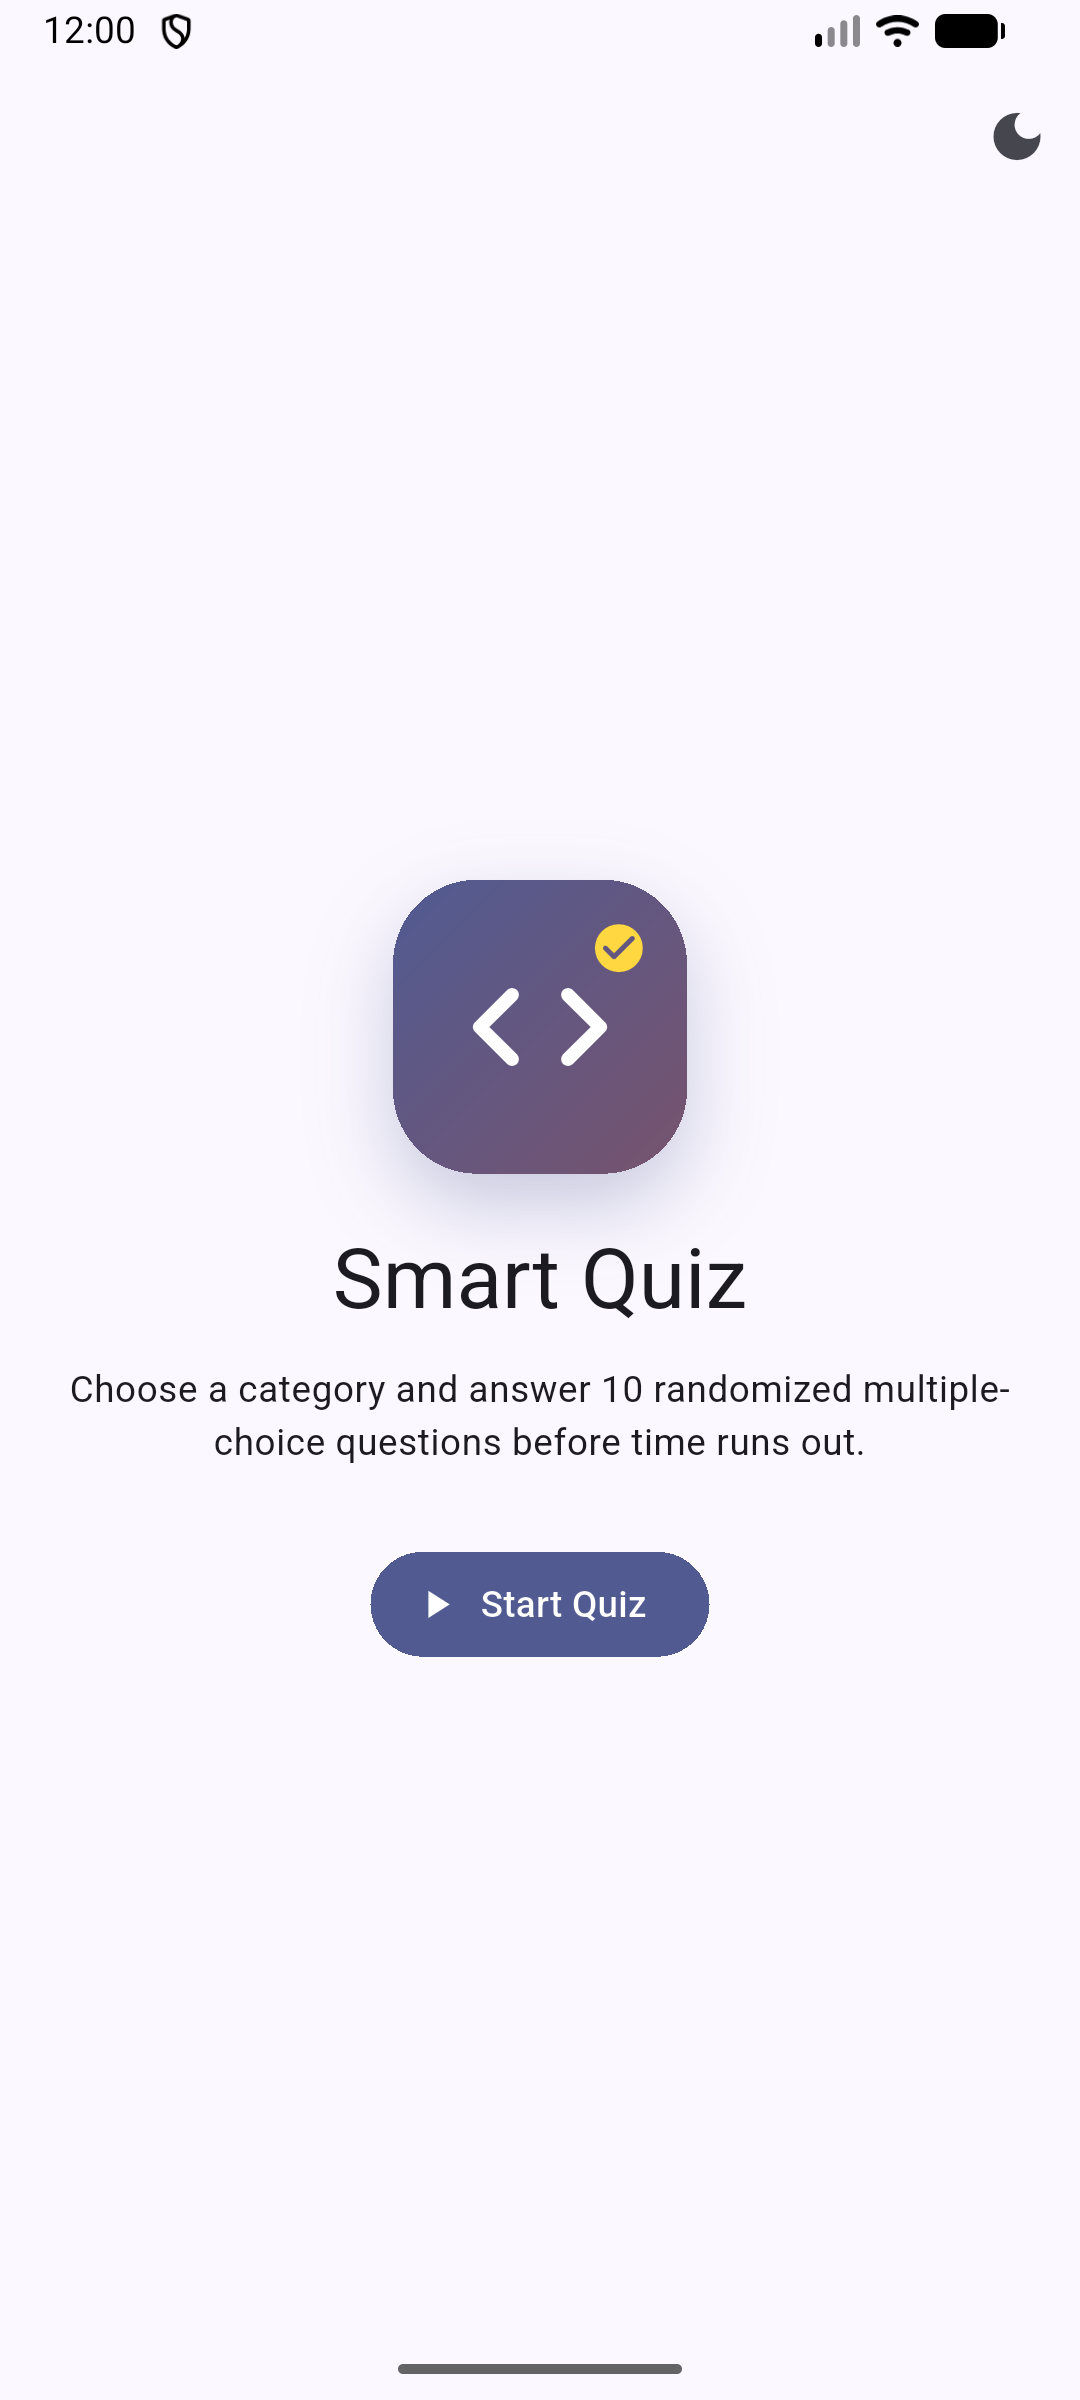 12:00
Smart Quiz
Choose a category and answer 10 randomized multiple-
choice questions before time runs out.
Start Quiz